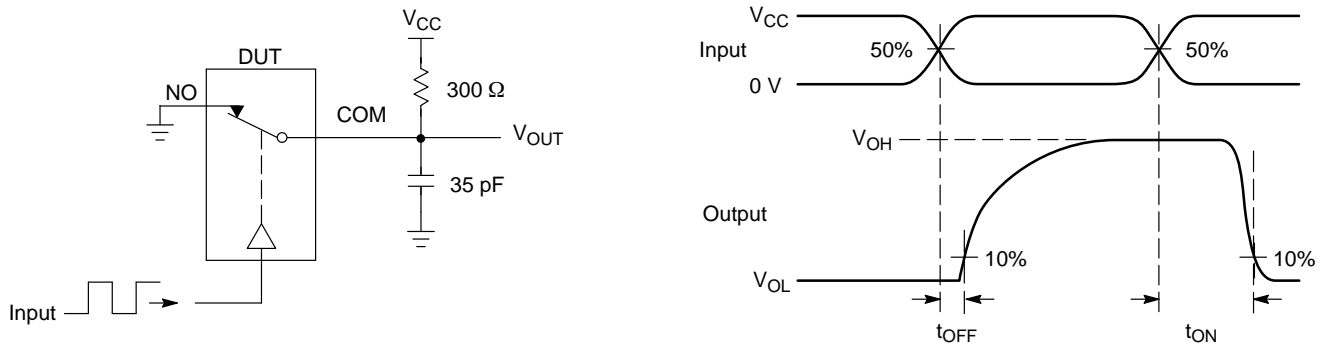 V_CC
DUT
NO
300 Ω
COM
V_OUT
35 pF
Input
V_CC
Input
50%
50%
0 V
V_OH
Output
10%
10%
V_OL
t_OFF
t_ON